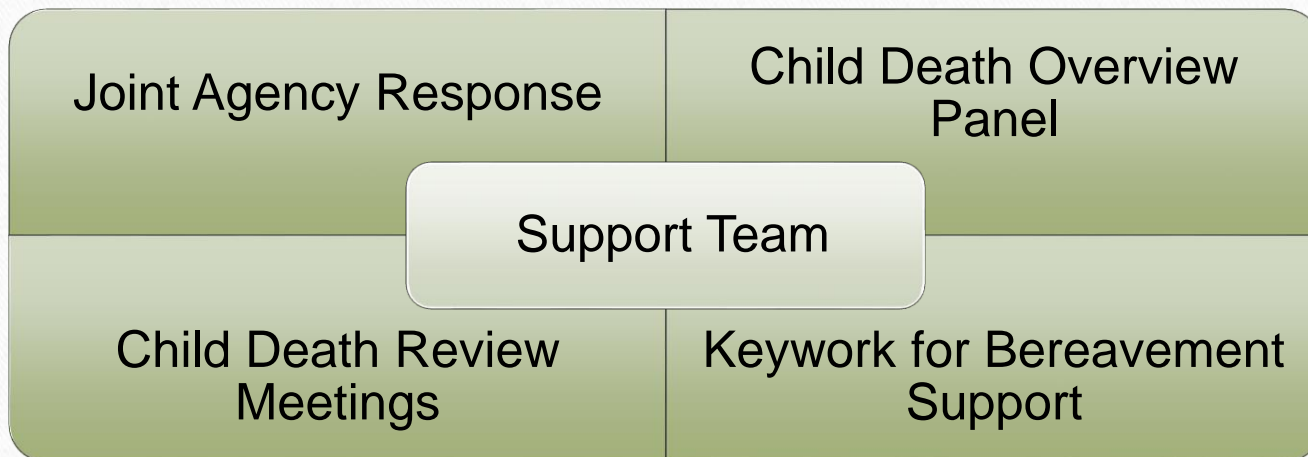 Joint Agency Response
Child Death Overview
Panel
Support Team
Child Death Review
Meetings
Keywork for Bereavement
Support